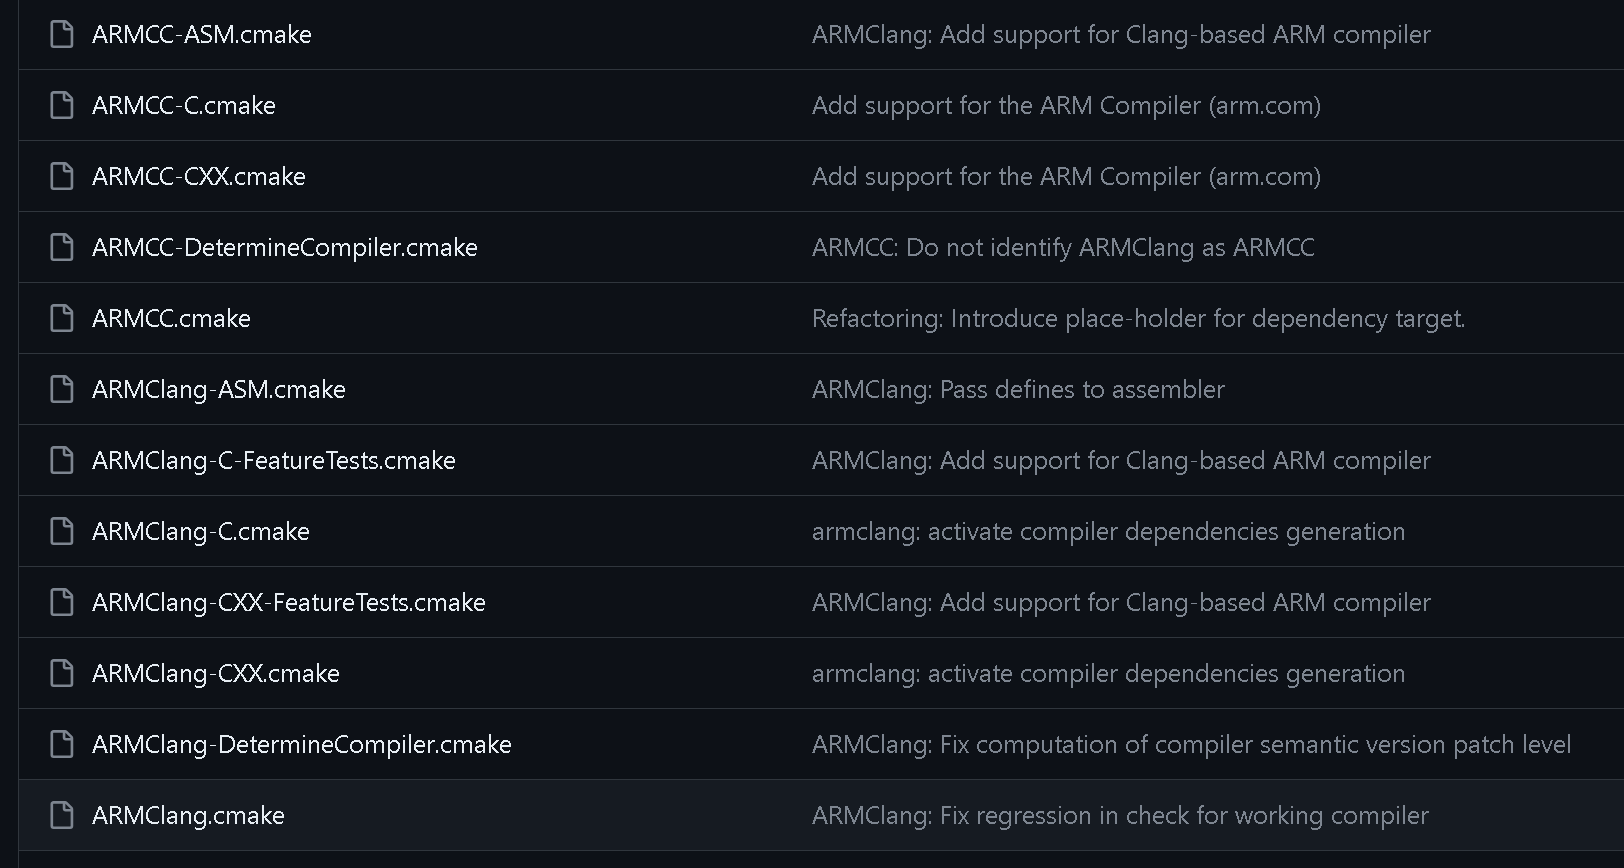 ARMCC-ASM.cmake ARMClang: Add support for Clang-based ARM compiler
ARMCC-C.cmake Add support for the ARM Compiler (arm.com)
ARMCC-CXX.cmake Add support for the ARM Compiler (arm.com)
ARMCC-DetermineCompiler.cmake ARMCC: Do not identify ARMClang as ARMCC
ARMCC.cmake Refactoring: Introduce place-holder for dependency target.
ARMClang-ASM.cmake ARMClang: Pass defines to assembler
ARMClang-C-FeatureTests.cmake ARMClang: Add support for Clang-based ARM compiler
ARMClang-C.cmake armclang: activate compiler dependencies generation
ARMClang-CXX-FeatureTests.cmake ARMClang: Add support for Clang-based ARM compiler
ARMClang-CXX.cmake armclang: activate compiler dependencies generation
ARMClang-DetermineCompiler.cmake ARMClang: Fix computation of compiler semantic version patch level
ARMClang.cmake ARMClang: Fix regression in check for working compiler